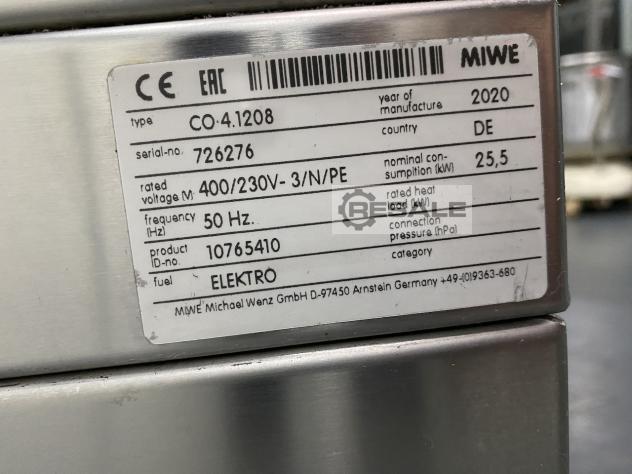 CE EAC MIWE
type CO-4.1208 year of manufacture 2020
serial-no. 726276 country DE
rated voltage (V) 400/230V- 3/N/PE nominal con-sumption (kW) 25,5
frequency (Hz) 50 Hz. rated heat load (kW)
product ID-no. 10765410 connection pressure (hPa)
fuel ELEKTRO category
MIWE Michael Wenz GmbH D-97450 Arnstein Germany +49-(0)9363-680
RESALE